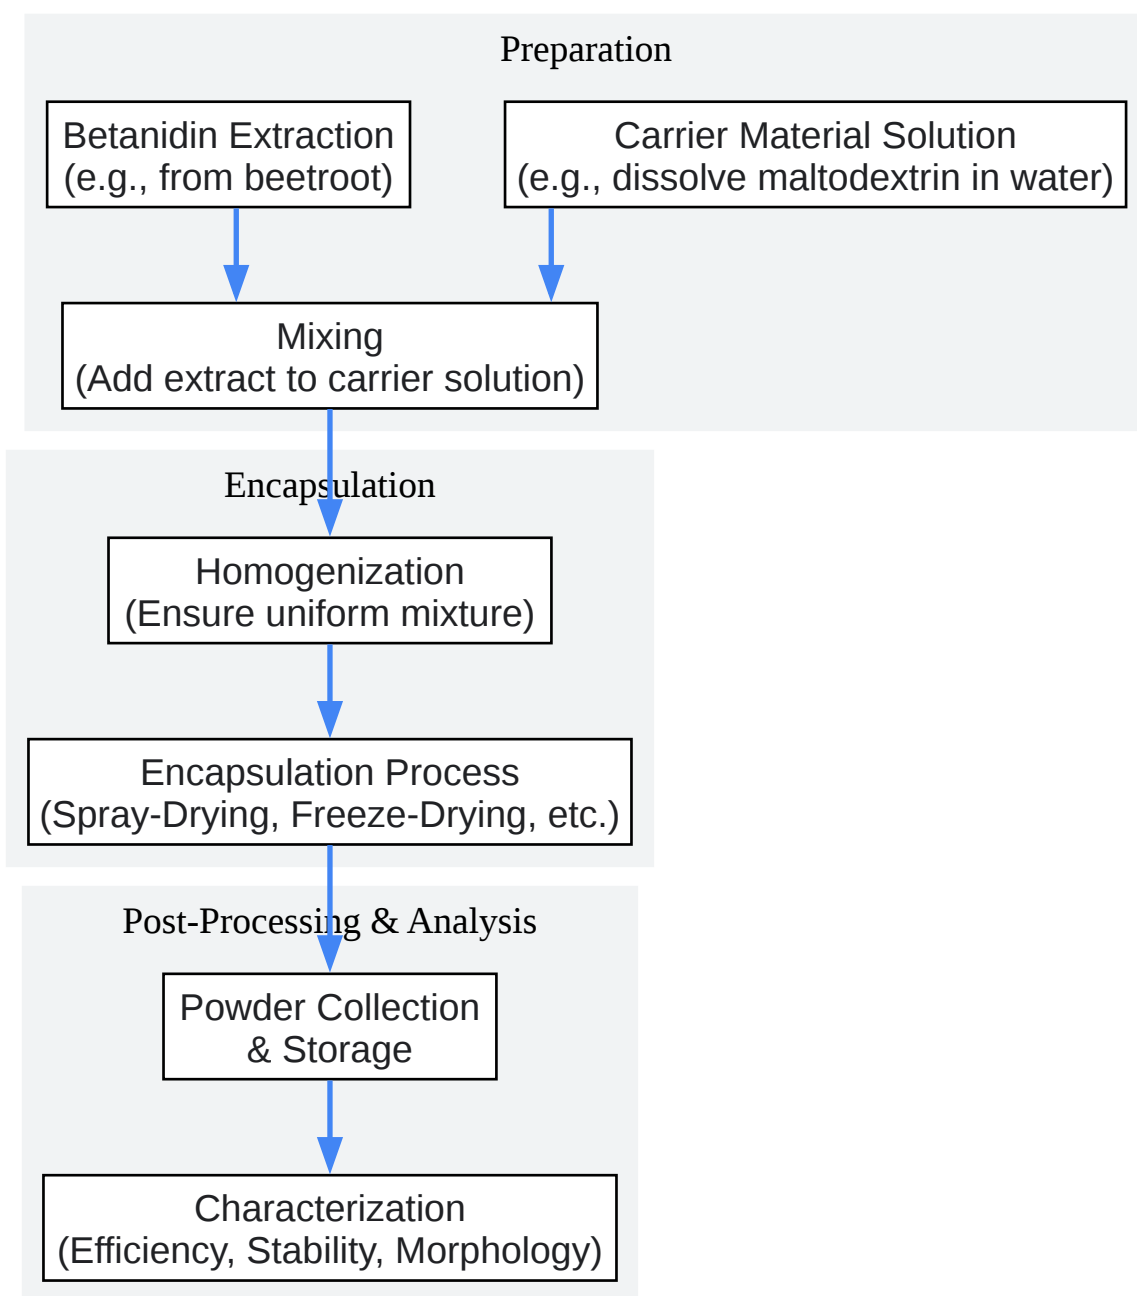 Preparation
Betanidin Extraction
(e.g., from beetroot)
Carrier Material Solution
(e.g., dissolve maltodextrin in water)
Mixing
(Add extract to carrier solution)
Encapsulation
Homogenization
(Ensure uniform mixture)
Encapsulation Process
(Spray-Drying, Freeze-Drying, etc.)
Post-Processing & Analysis
Powder Collection
& Storage
Characterization
(Efficiency, Stability, Morphology)